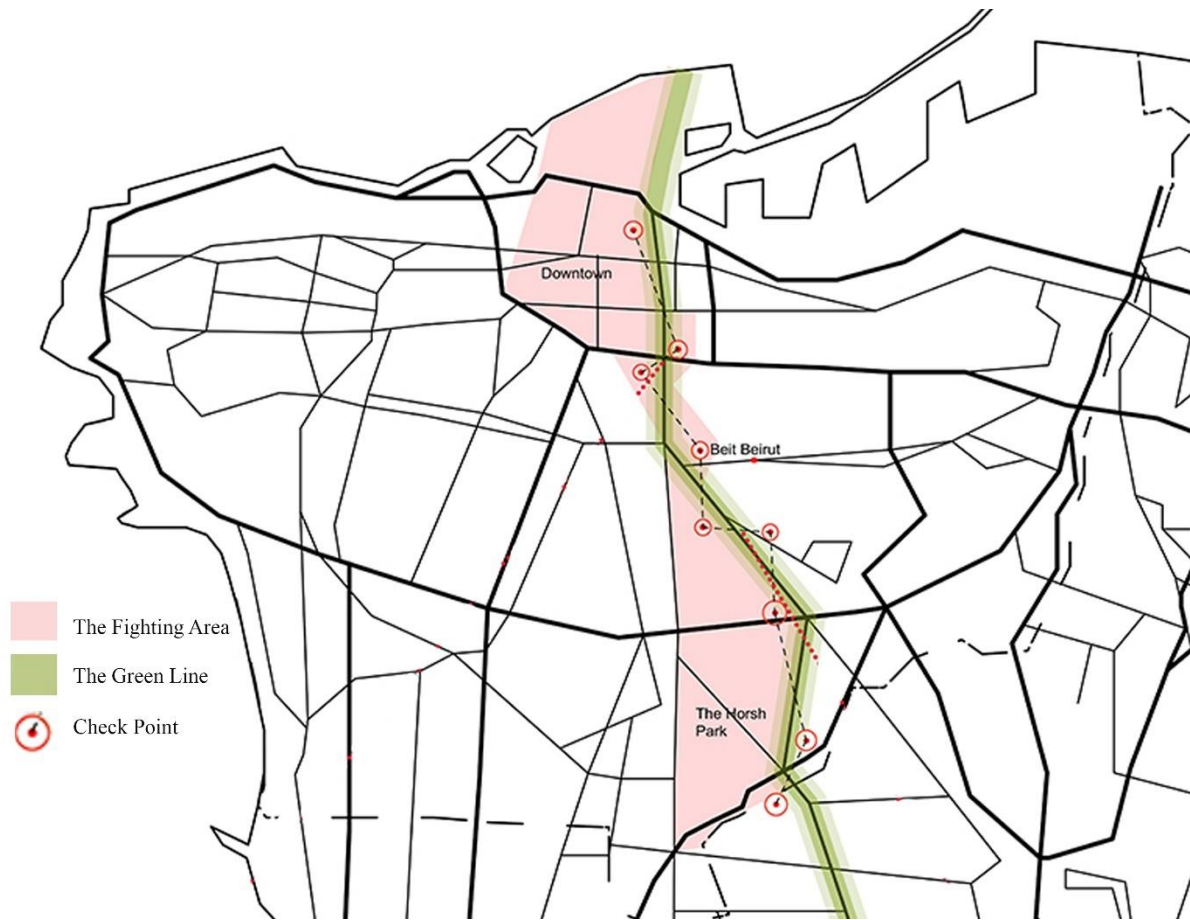 Downtown
Beit Beirut
The Fighting Area
The Green Line
The Horsh
Park
Check Point